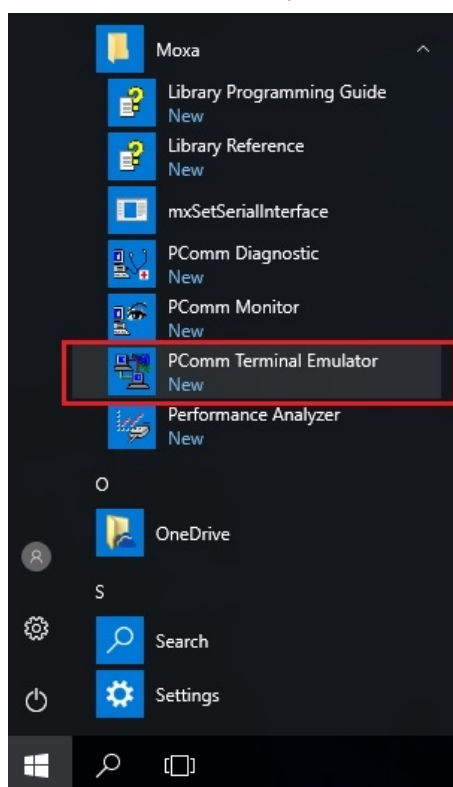 Moxa
Library Programming Guide
New
Library Reference
New
mxSetSerialInterface
PComm Diagnostic
New
PComm Monitor
New
PComm Terminal Emulator
New
Performance Analyzer
New
O
OneDrive
S
Search
Settings